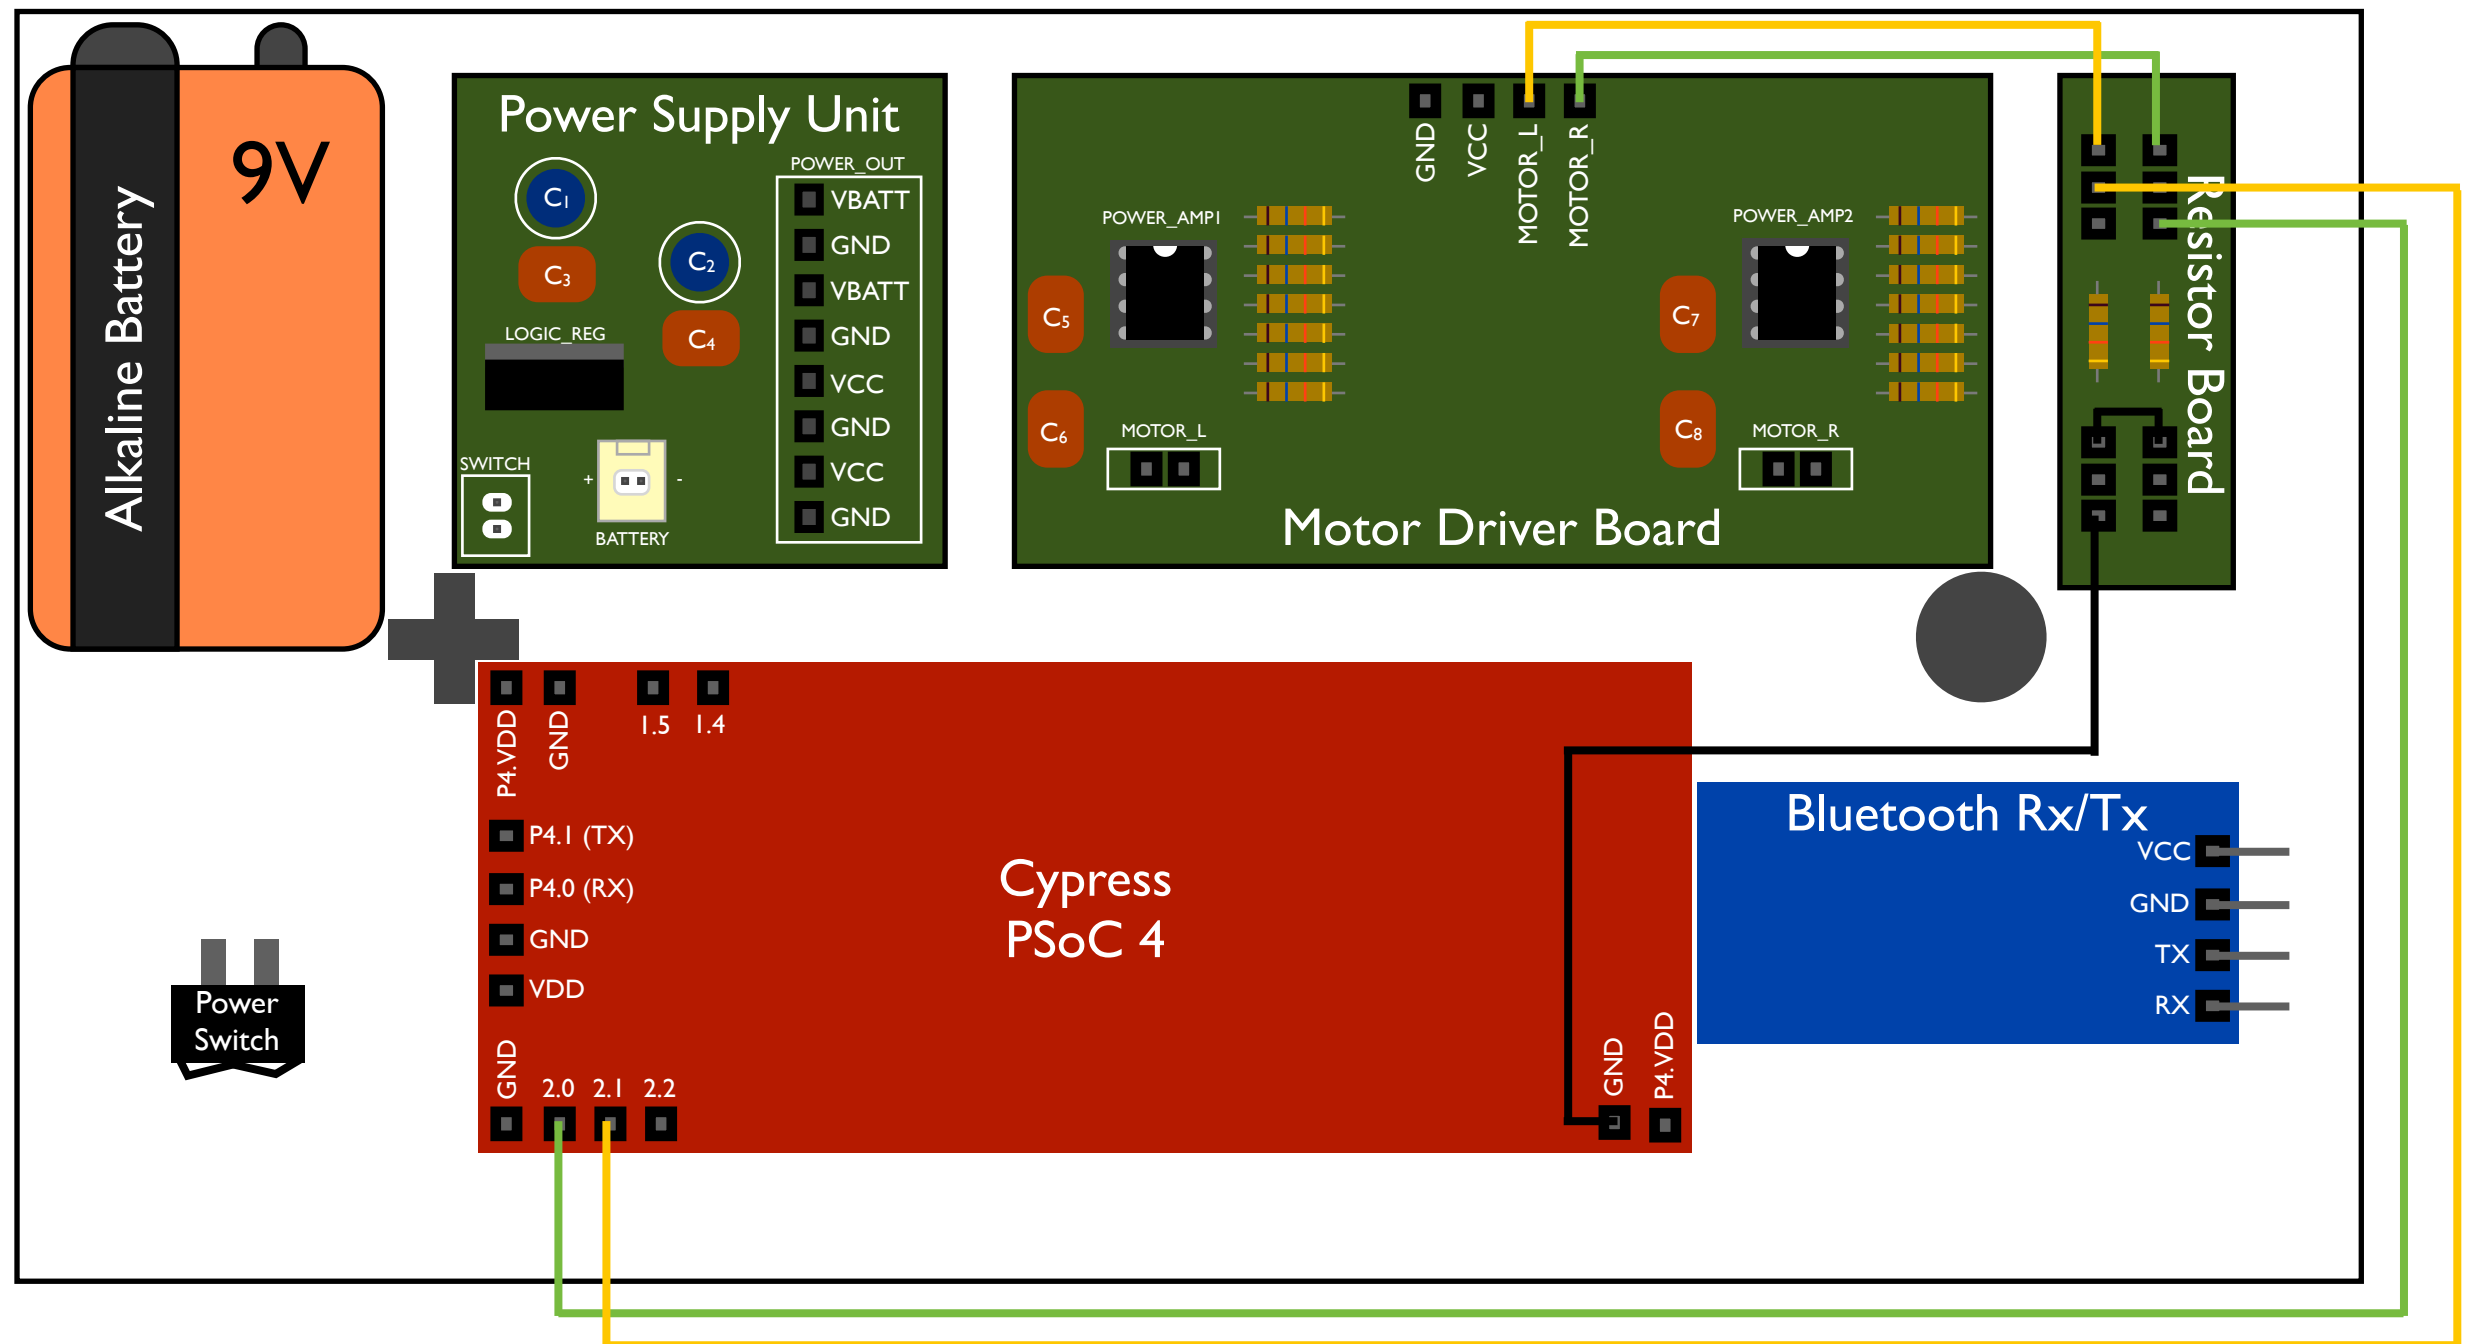 Alkaline Battery
9V
Power Supply Unit
POWER_OUT
C1
C3
C2
C4
LOGIC_REG
VBATT
GND
VBATT
GND
VCC
GND
VCC
GND
SWITCH
+
-
BATTERY
GND
VCC
MOTOR_L
MOTOR_R
POWER_AMP1
POWER_AMP2
C5
C6
C7
C8
MOTOR_L
MOTOR_R
Motor Driver Board
Resistor Board
P4.VDD
GND
1.5
1.4
P4.1 (TX)
P4.0 (RX)
GND
VDD
GND
2.0
2.1
2.2
Cypress
PSoC 4
GND
P4.VDD
Bluetooth Rx/Tx
VCC
GND
TX
RX
Power
Switch